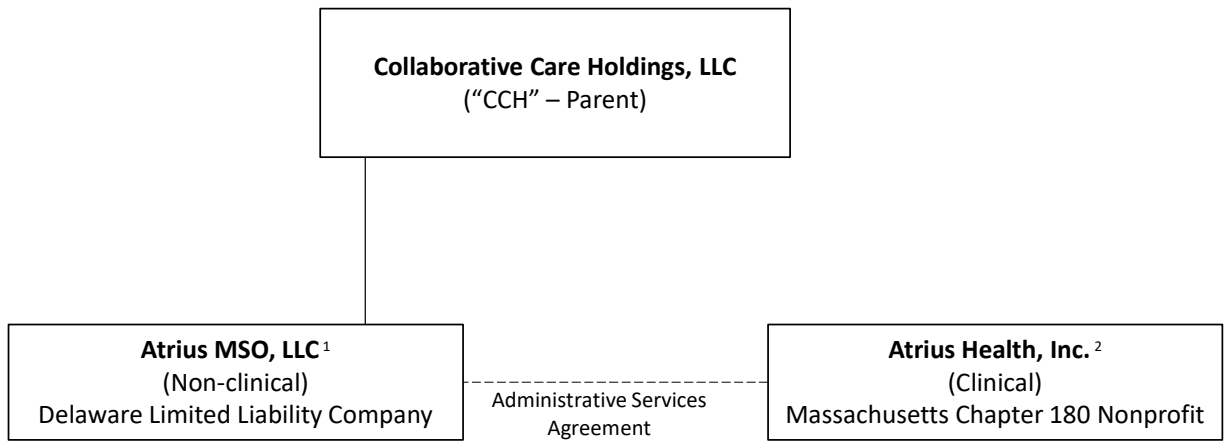 Collaborative Care Holdings, LLC
(“CCH” – Parent)
Atrius MSO, LLC 1
(Non-clinical)
Delaware Limited Liability Company
Administrative Services
Agreement
Atrius Health, Inc. 2
(Clinical)
Massachusetts Chapter 180 Nonprofit